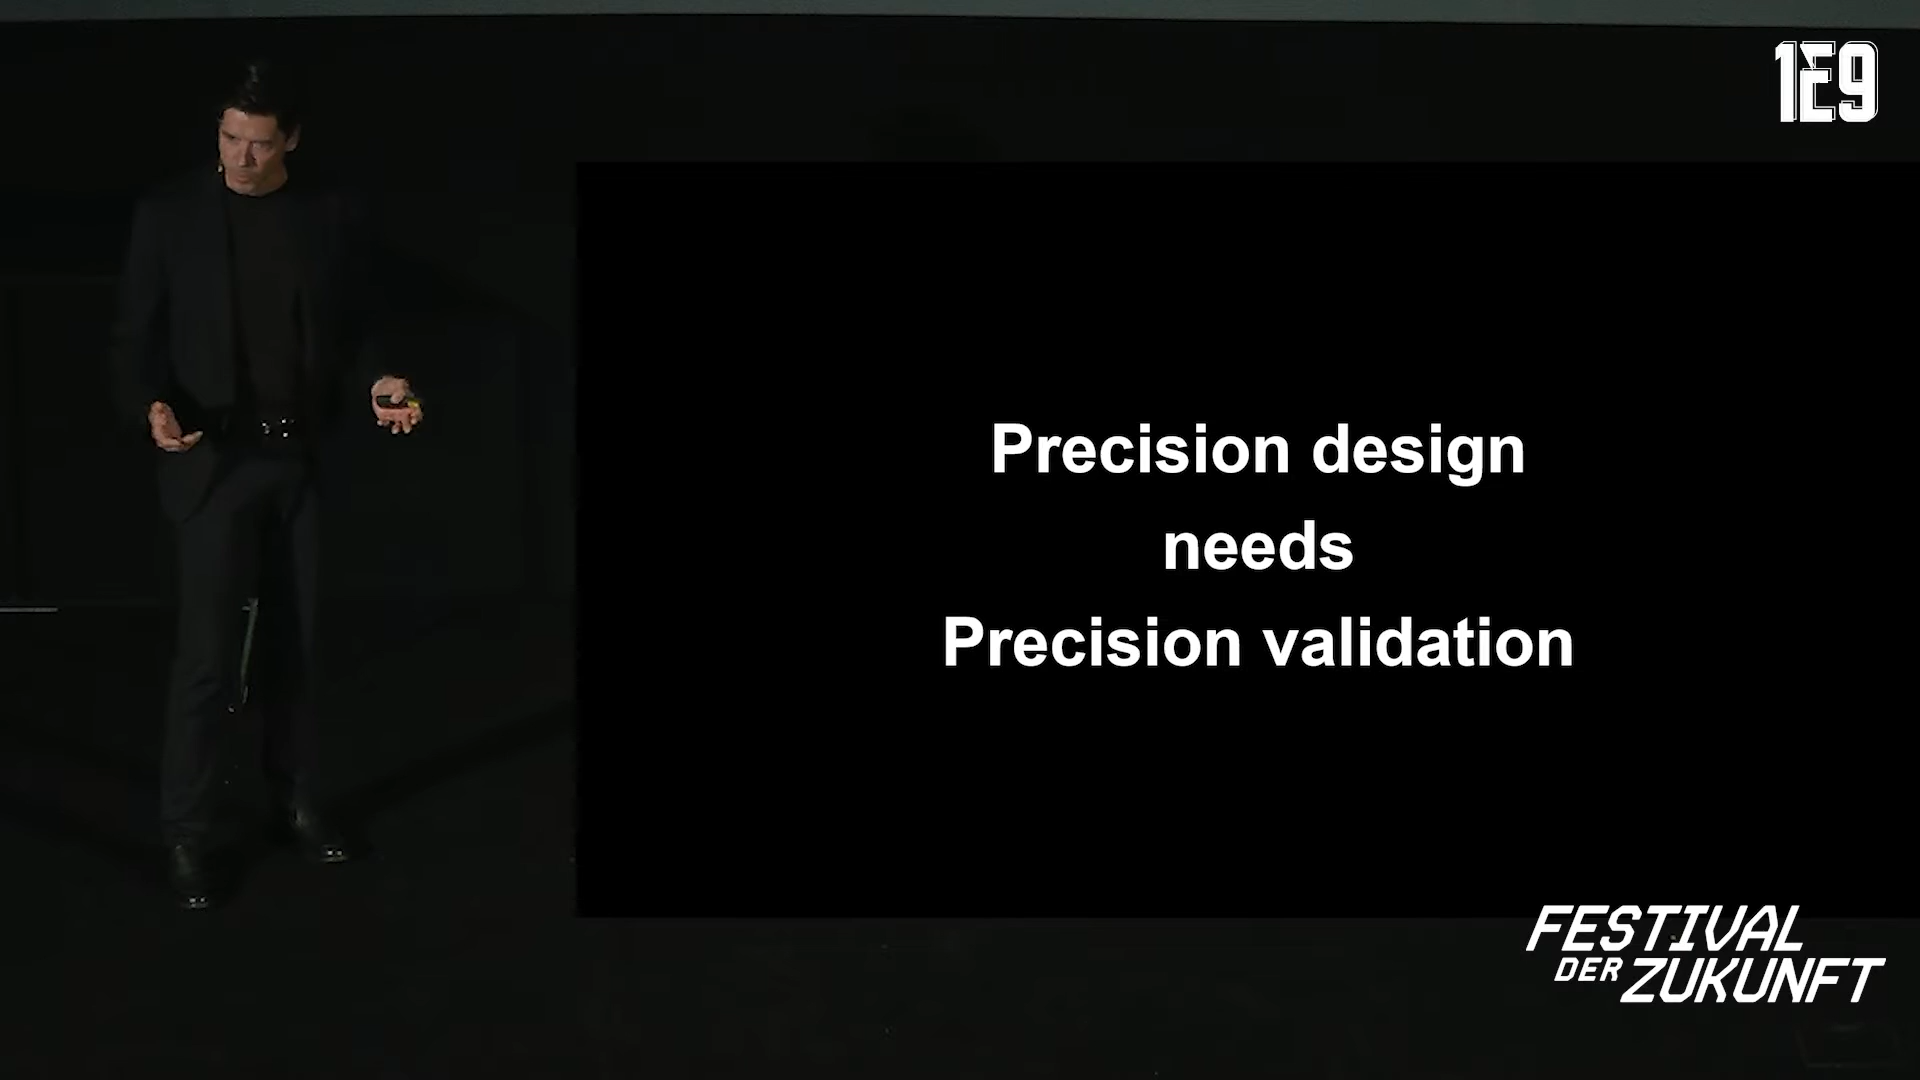 1E9
Precision design
needs
Precision validation
FESTIVAL
DER ZUKUNFT